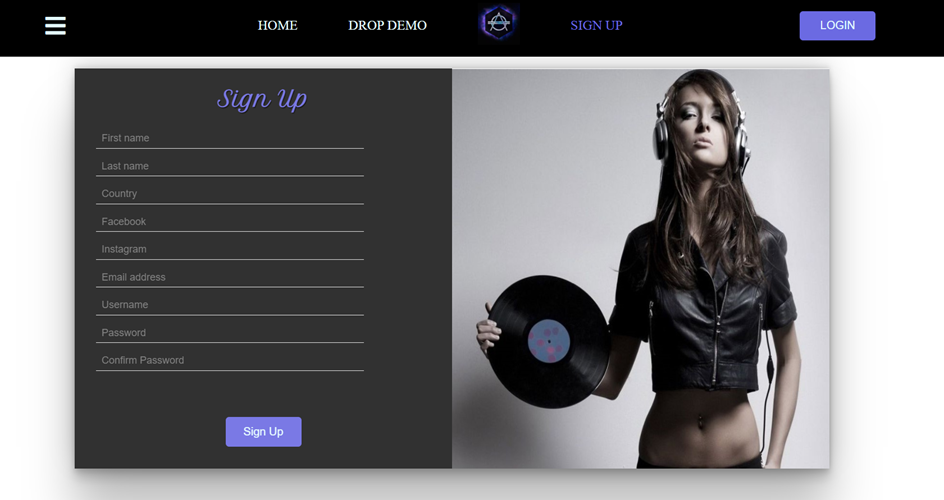 HOME
DROP DEMO
SIGN UP
LOGIN
Sign Up
First name
Last name
Country
Facebook
Instagram
Email address
Username
Password
Confirm Password
Sign Up